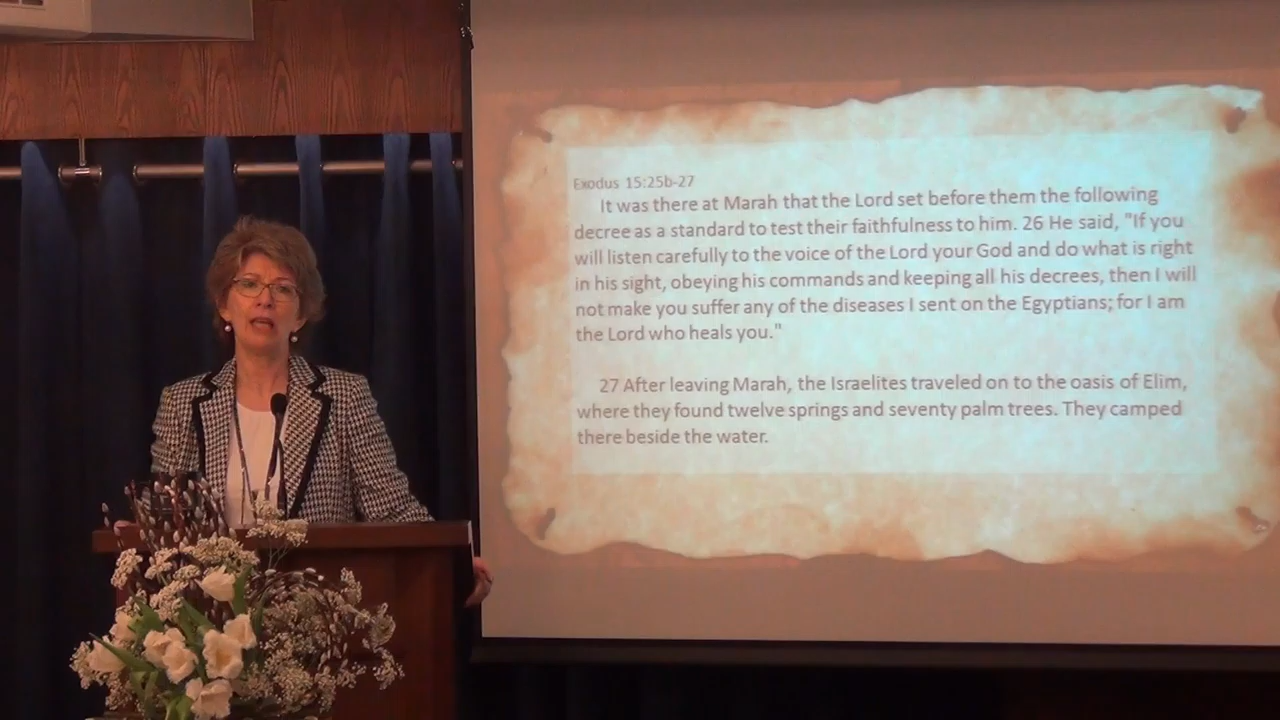 Exodus 15:25b-27
It was there at Marah that the Lord set before them the following
decree as a standard to test their faithfulness to him. 26 He said, "If you
will listen carefully to the voice of the Lord your God and do what is right
in his sight, obeying his commands and keeping all his decrees, then I will
not make you suffer any of the diseases I sent on the Egyptians; for I am
the Lord who heals you."
27 After leaving Marah, the Israelites traveled on to the oasis of Elim,
where they found twelve springs and seventy palm trees. They camped
there beside the water.